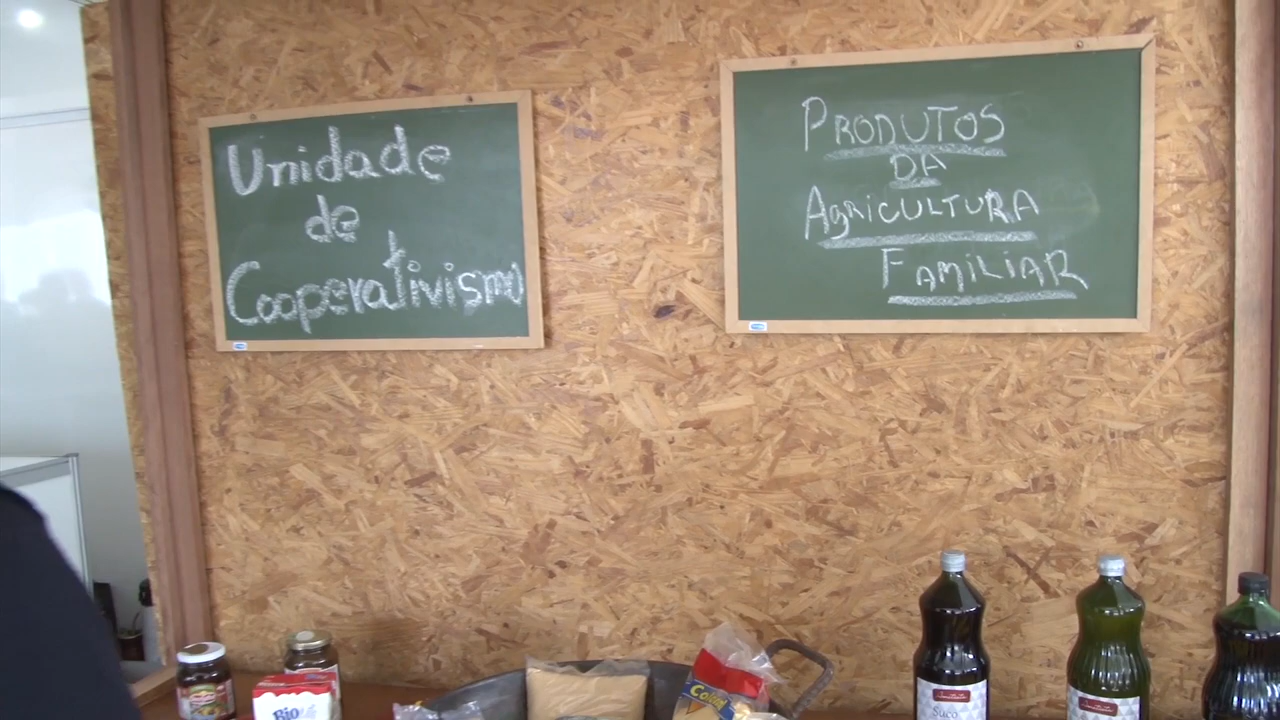 Unidade
de
Cooperativismo
PRODUTOS
DA
AGRICULTURA
FAMILIAR
Suco